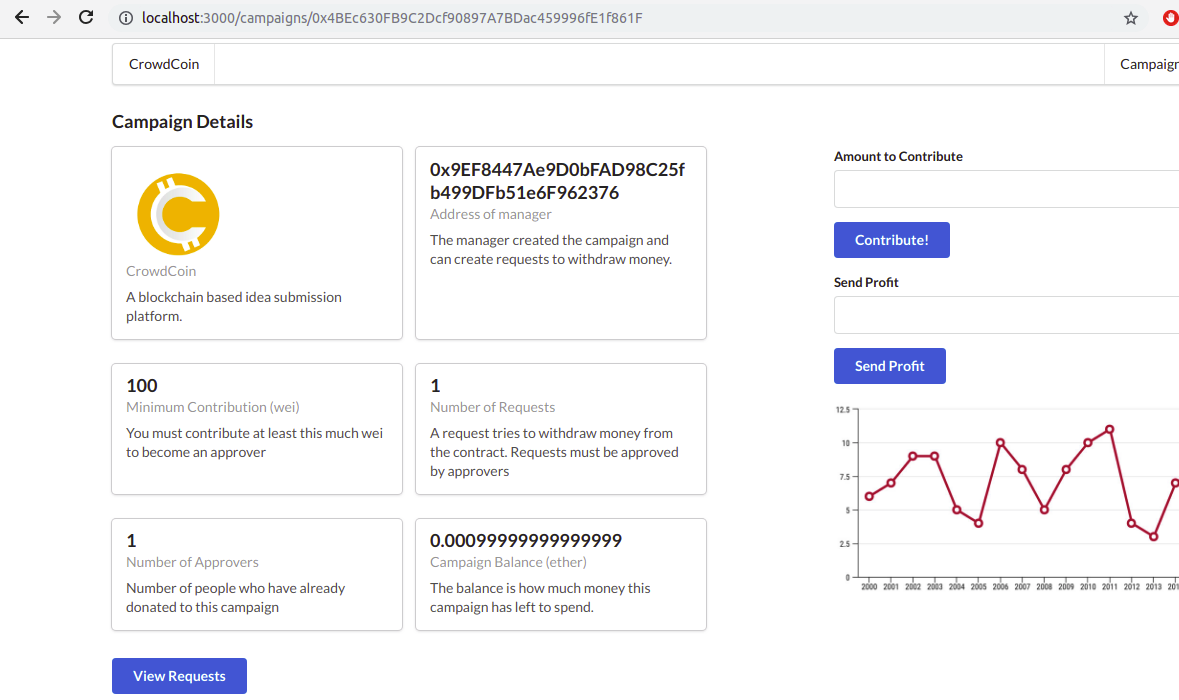 localhost:3000/campaigns/0x4BEc630FB9C2Dcf90897A7BDac459996fE1f861F
CrowdCoin
Campaign Details
CrowdCoin
A blockchain based idea submission
platform.
0x9EF8447Ae9D0bFAD98C25f
b499DFb51e6F962376
Address of manager
The manager created the campaign and
can create requests to withdraw money.
100
Minimum Contribution (wei)
You must contribute at least this much wei
to become an approver
1
Number of Requests
A request tries to withdraw money from
the contract. Requests must be approved
by approvers
1
Number of Approvers
Number of people who have already
donated to this campaign
0.00099999999999999
Campaign Balance (ether)
The balance is how much money this
campaign has left to spend.
View Requests
Amount to Contribute
Contribute!
Send Profit
Send Profit
12.5
10
7.5
5
2.5
0
2000 2001 2002 2003 2004 2005 2006 2007 2008 2009 2010 2011 2012 2013